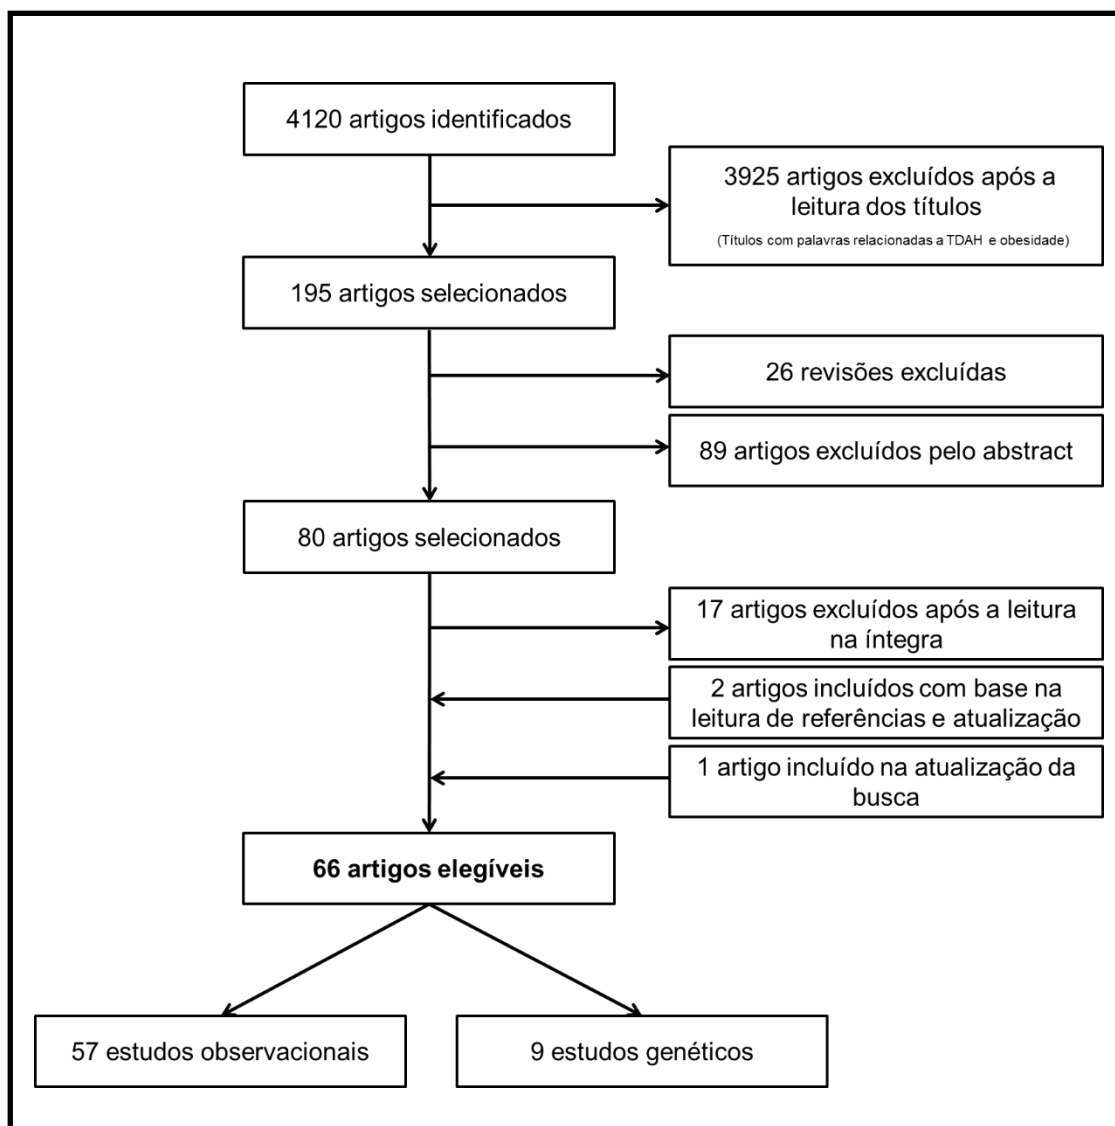 4120 artigos identificados
3925 artigos excluídos após a
leitura dos títulos
(Títulos com palavras relacionadas a TDAH e obesidade)
195 artigos selecionados
26 revisões excluídas
89 artigos excluídos pelo abstract
80 artigos selecionados
17 artigos excluídos após a leitura
na íntegra
2 artigos incluídos com base na
leitura de referências e atualização
1 artigo incluído na atualização da
busca
66 artigos elegíveis
57 estudos observacionais
9 estudos genéticos